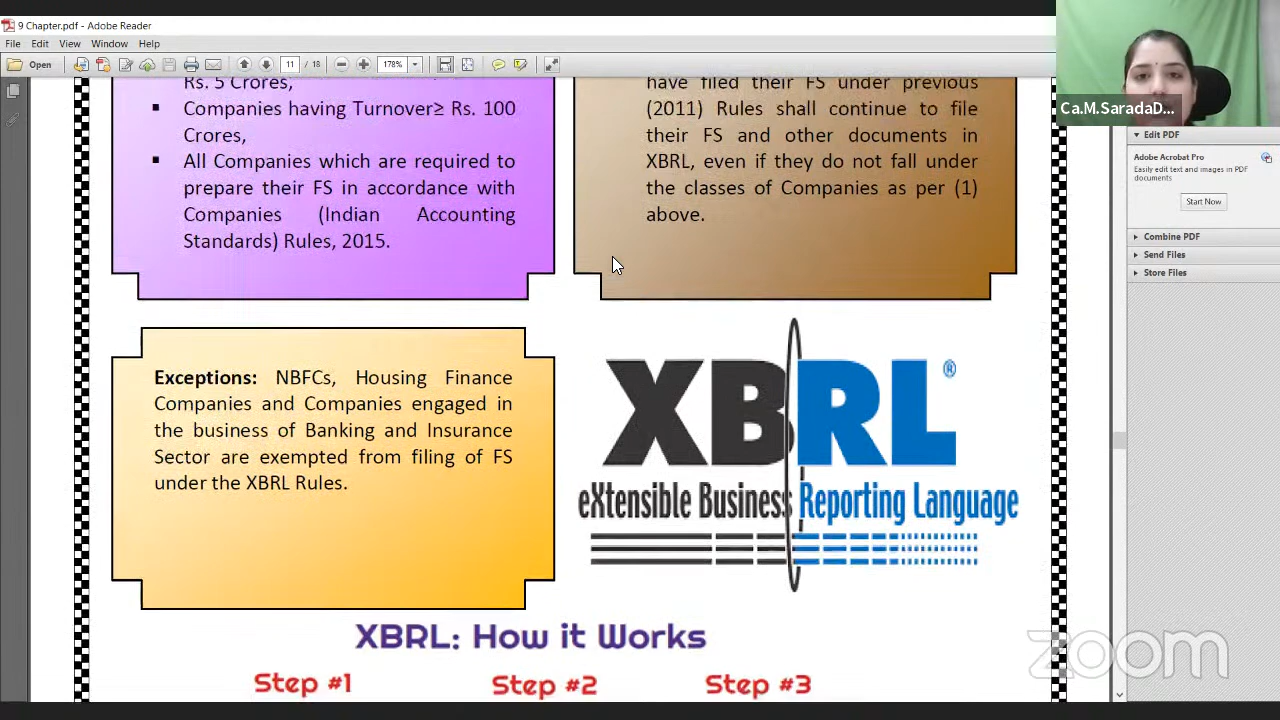 9 Chapter.pdf - Adobe Reader
File Edit View Window Help
Open 11 / 18 178%
Rs. 5 Crores,
▪ Companies having Turnover≥ Rs. 100
Crores,
▪ All Companies which are required to
prepare their FS in accordance with
Companies (Indian Accounting
Standards) Rules, 2015.
have filed their FS under previous
(2011) Rules shall continue to file
their FS and other documents in
XBRL, even if they do not fall under
the classes of Companies as per (1)
above.
Exceptions: NBFCs, Housing Finance
Companies and Companies engaged in
the business of Banking and Insurance
Sector are exempted from filing of FS
under the XBRL Rules.
XBRL®
eXtensible Business Reporting Language
XBRL: How it Works
Step #1 Step #2 Step #3
Ca.M.SaradaD...
Edit PDF
Adobe Acrobat Pro
Easily edit text and images in PDF
documents
Start Now
Combine PDF
Send Files
Store Files
zoom